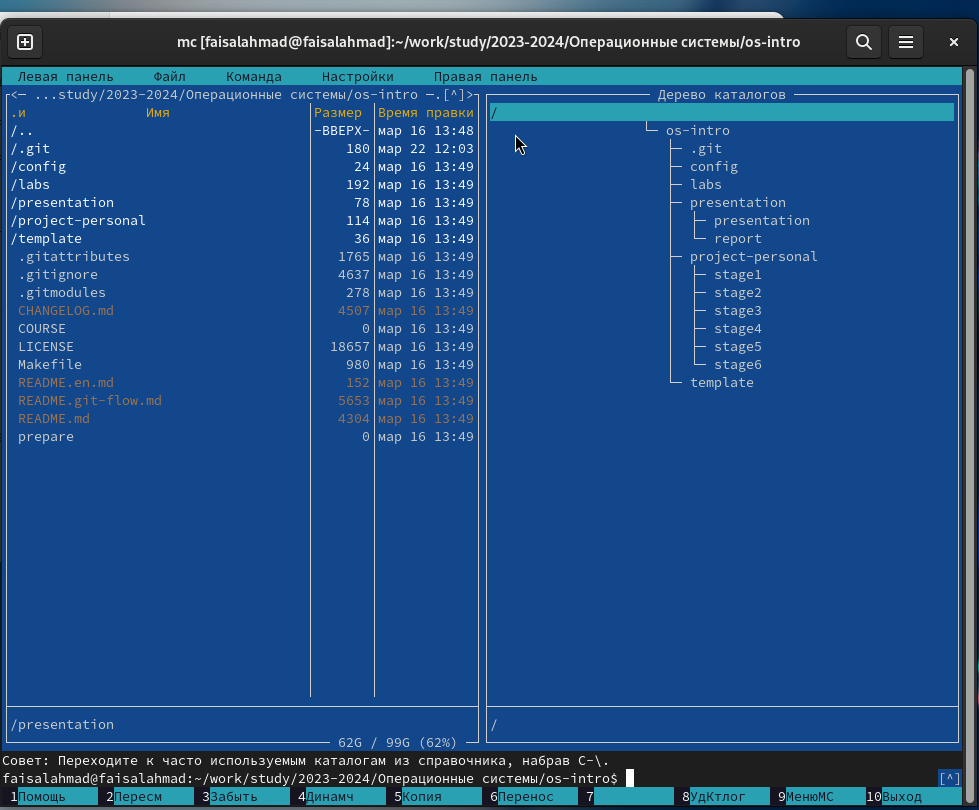 mc [faisalahmad@faisalahmad]:~/work/study/2023-2024/Операционные системы/os-intro
Левая панель Файл Команда Настройки Правая панель
<─ ...study/2023-2024/Операционные системы/os-intro ─.[^]>
.и Имя Размер Время правки
/.. -ВВЕРХ- мар 16 13:48
/.git 180 мар 22 12:03
/config 24 мар 16 13:49
/labs 192 мар 16 13:49
/presentation 78 мар 16 13:49
/project-personal 114 мар 16 13:49
/template 36 мар 16 13:49
.gitattributes 1765 мар 16 13:49
.gitignore 4637 мар 16 13:49
.gitmodules 278 мар 16 13:49
CHANGELOG.md 4507 мар 16 13:49
COURSE 0 мар 16 13:49
LICENSE 18657 мар 16 13:49
Makefile 980 мар 16 13:49
README.en.md 152 мар 16 13:49
README.git-flow.md 5653 мар 16 13:49
README.md 4304 мар 16 13:49
prepare 0 мар 16 13:49
/presentation
62G / 99G (62%)
Дерево каталогов
/
os-intro
.git
config
labs
presentation
presentation
report
project-personal
stage1
stage2
stage3
stage4
stage5
stage6
template
/
Совет: Переходите к часто используемым каталогам из справочника, набрав C-\.
faisalahmad@faisalahmad:~/work/study/2023-2024/Операционные системы/os-intro$ [^]
1Помощь 2Пересм 3Забыть 4Динамч 5Копия 6Перенос 7 8УдКтлог 9МенюMC 10Выход